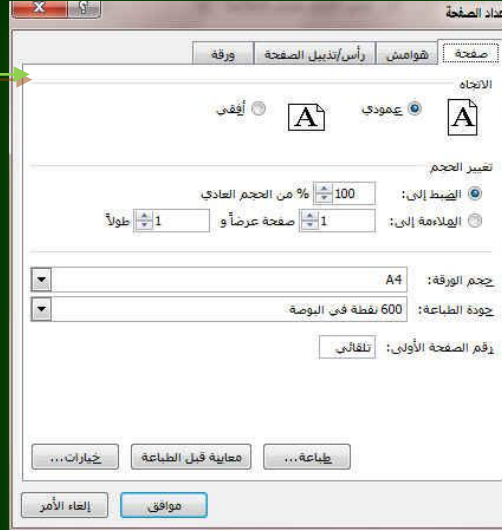 عداد الصفحة
صفحة هوامش رأس/تذييل الصفحة ورقة
الاتجاه
A عمودي A أفقي
تغيير الحجم
الضبط إلى: 100 % من الحجم العادي
الملاءمة إلى: 1 صفحة عرضاً و 1 طولاً
حجم الورقة: A4
جودة الطباعة: 600 نقطة في البوصة
رقم الصفحة الأولى: تلقائي
طباعة... معاينة قبل الطباعة خيارات...
موافق إلغاء الأمر